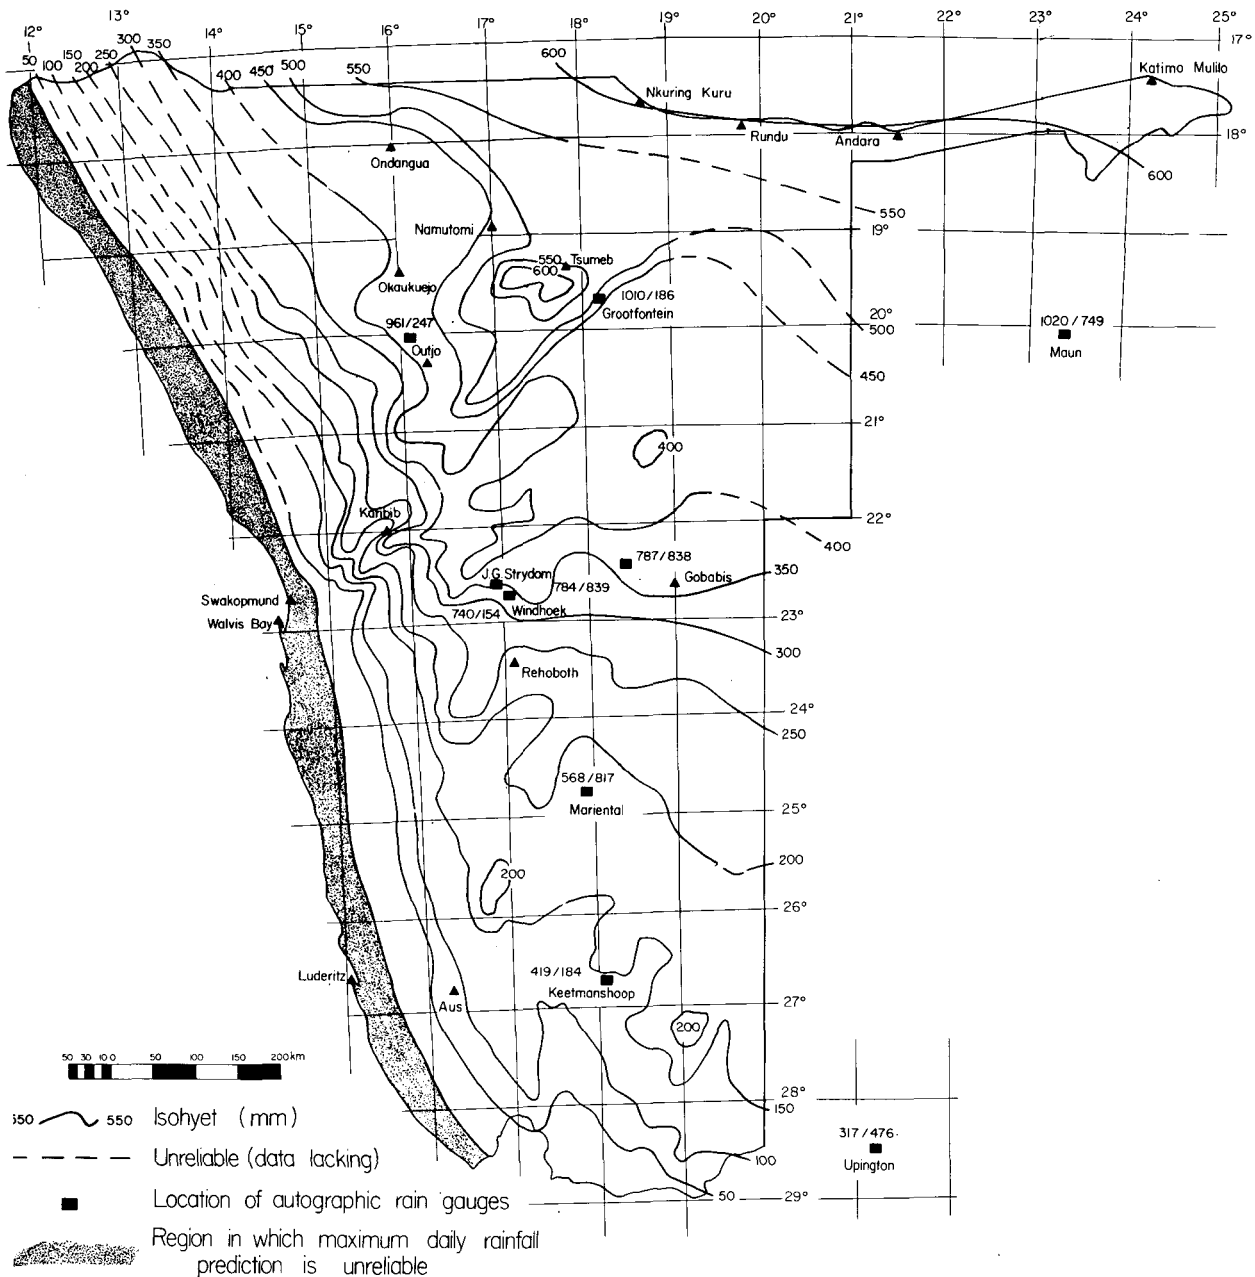 12° 13° 14° 15° 16° 17° 18° 19° 20° 21° 22° 23° 24° 25°
50 100 150 200 250 300 350 400 450 500 550 600
17°
Katimo Mulilo
Nkuring Kuru
Rundu
Andara
18°
Ondangua
600
550
19°
Namutomi
550 Tsumeb
600
Okaukuejo
1010/186
Grootfontein
20°
500
961/247
Outjo
1020/749
Maun
450
21°
400
Karibib
22°
400
787/838
350
J.G.Strydom
Gobabis
784/839
Swakopmund
740/154 Windhoek
23°
Walvis Bay
300
Rehoboth
24°
250
568/817
Mariental
25°
200
200
26°
419/184
Keetmanshoop
Luderitz
Aus
27°
200
50 30 10 0 50 100 150 200 km
28°
150
550 Isohyet (mm)
317/476
Upington
Unreliable (data lacking)
100
50 29°
Location of autographic rain gauges
Region in which maximum daily rainfall
prediction is unreliable